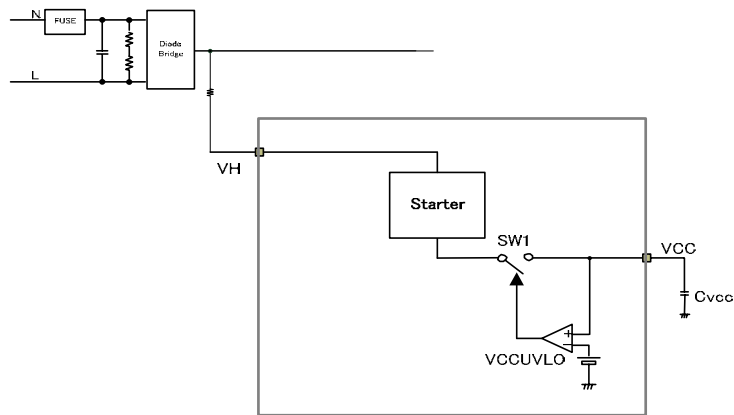 N
FUSE
Diode
Bridge
L
VH
Starter
SW1
VCC
Cvcc
+
−
VCCUVLO